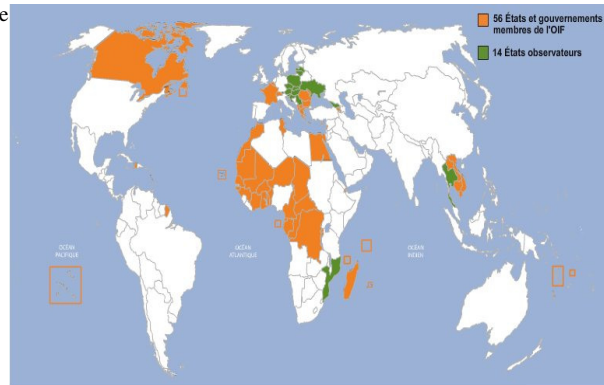 e
56 États et gouvernements
membres de l'OIF
14 États observateurs
OCÉAN
PACIFIQUE
OCÉAN
ATLANTIQUE
OCÉAN
INDIEN